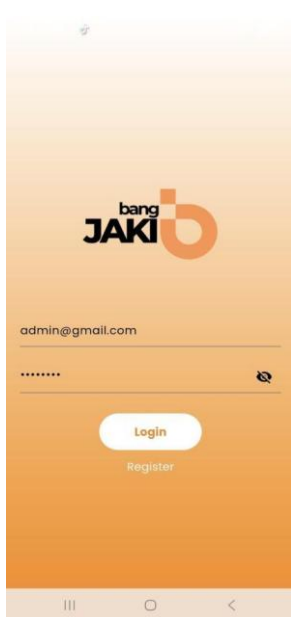 bang
JAKI
admin@gmail.com
••••••••
Login
Register